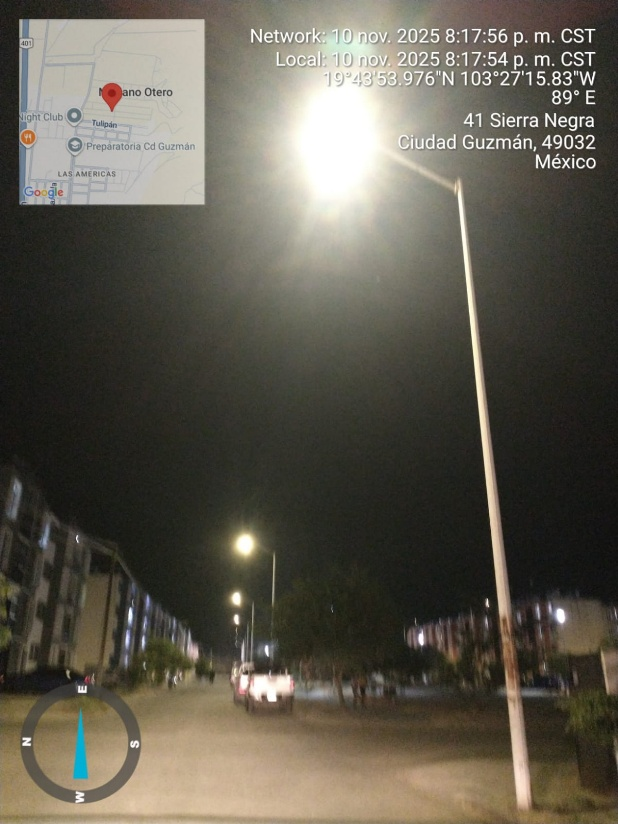 Network: 10 nov. 2025 8:17:56 p. m. CST
Local: 10 nov. 2025 8:17:54 p. m. CST
19°43'53.976"N 103°27'15.83"W
89° E
41 Sierra Negra
Ciudad Guzmán, 49032
México
401
ano Otero
Night Club
Tulipán
Preparatoria Cd Guzmán
LAS AMERICAS
Google
E
N
S
W